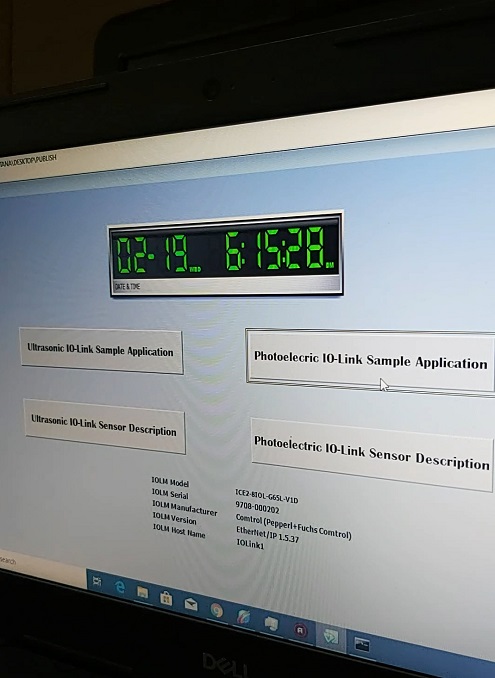 TANA\DESKTOP\PUBLISH
02-19 WED 6:15:28 PM
DATE & TIME
Ultrasonic IO-Link Sample Application
Photoelecric IO-Link Sample Application
Ultrasonic IO-Link Sensor Description
Photoelectric IO-Link Sensor Description
IOLM Model ICE2-8IOL-G65L-V1D
IOLM Serial 9708-000202
IOLM Manufacturer Comtrol (Pepperl+Fuchs Comtrol)
IOLM Version EtherNet/IP 1.5.37
IOLM Host Name IOLink1
search
DELL